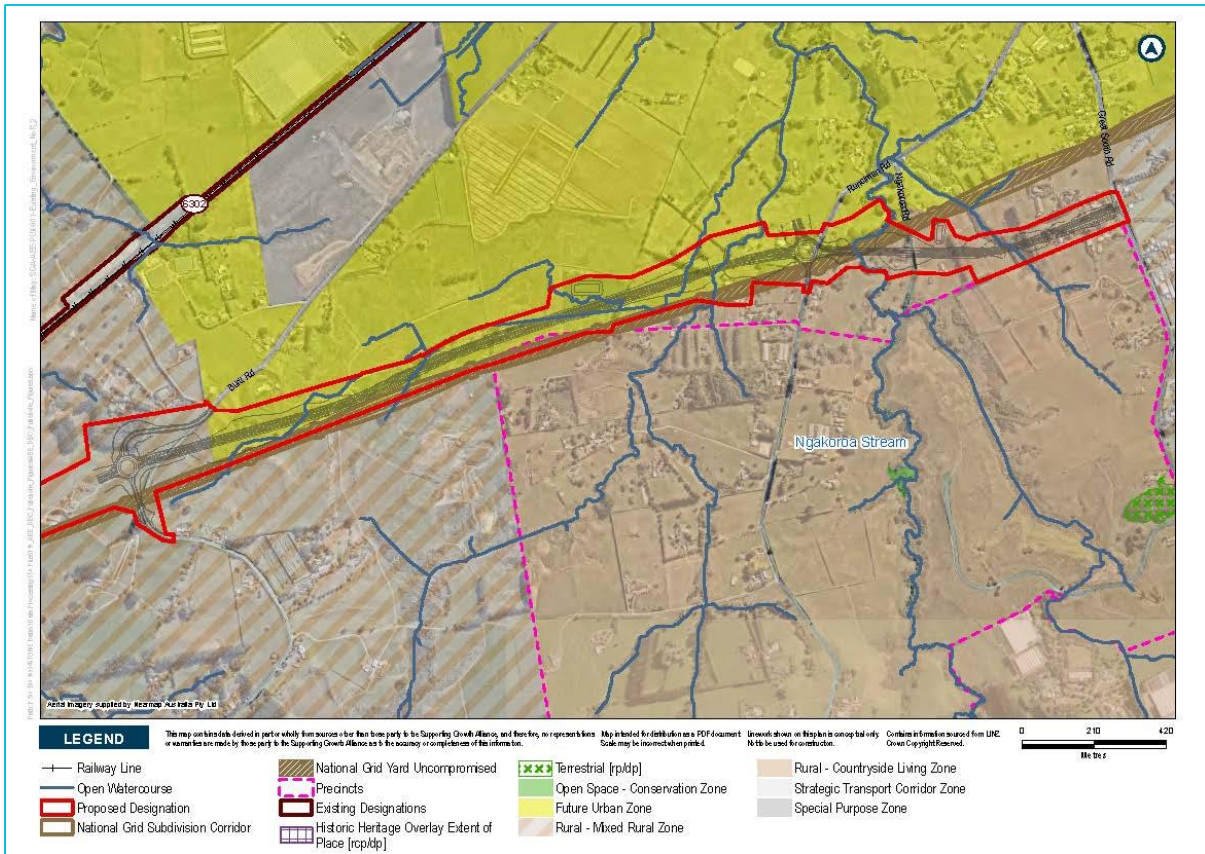 Great South Rd
6302
Runciman Rd
Ngakoroa Rd
Burtt Rd
Ngakoroa Stream
Aerial Imagery supplied by Nearmap Australia Pty Ltd
LEGEND
This map contains data derived in part or wholly from sources other than those party to the Supporting Growth Alliance, and therefore, no representations
or warranties are made by those party to the Supporting Growth Alliance as to the accuracy or completeness of this information.
Map intended for distribution as a PDF document
Scale may be incorrect when printed.
Linework shown on this plan is conceptual only.
Not to be used for construction.
Contains information sourced from LINZ.
Crown Copyright Reserved.
0 210 420
Metres
Railway Line
Open Watercourse
Proposed Designation
National Grid Subdivision Corridor
National Grid Yard Uncompromised
Precincts
Existing Designations
Historic Heritage Overlay Extent of
Place [rcp/dp]
Terrestrial [rp/dp]
Open Space - Conservation Zone
Future Urban Zone
Rural - Mixed Rural Zone
Rural - Countryside Living Zone
Strategic Transport Corridor Zone
Special Purpose Zone